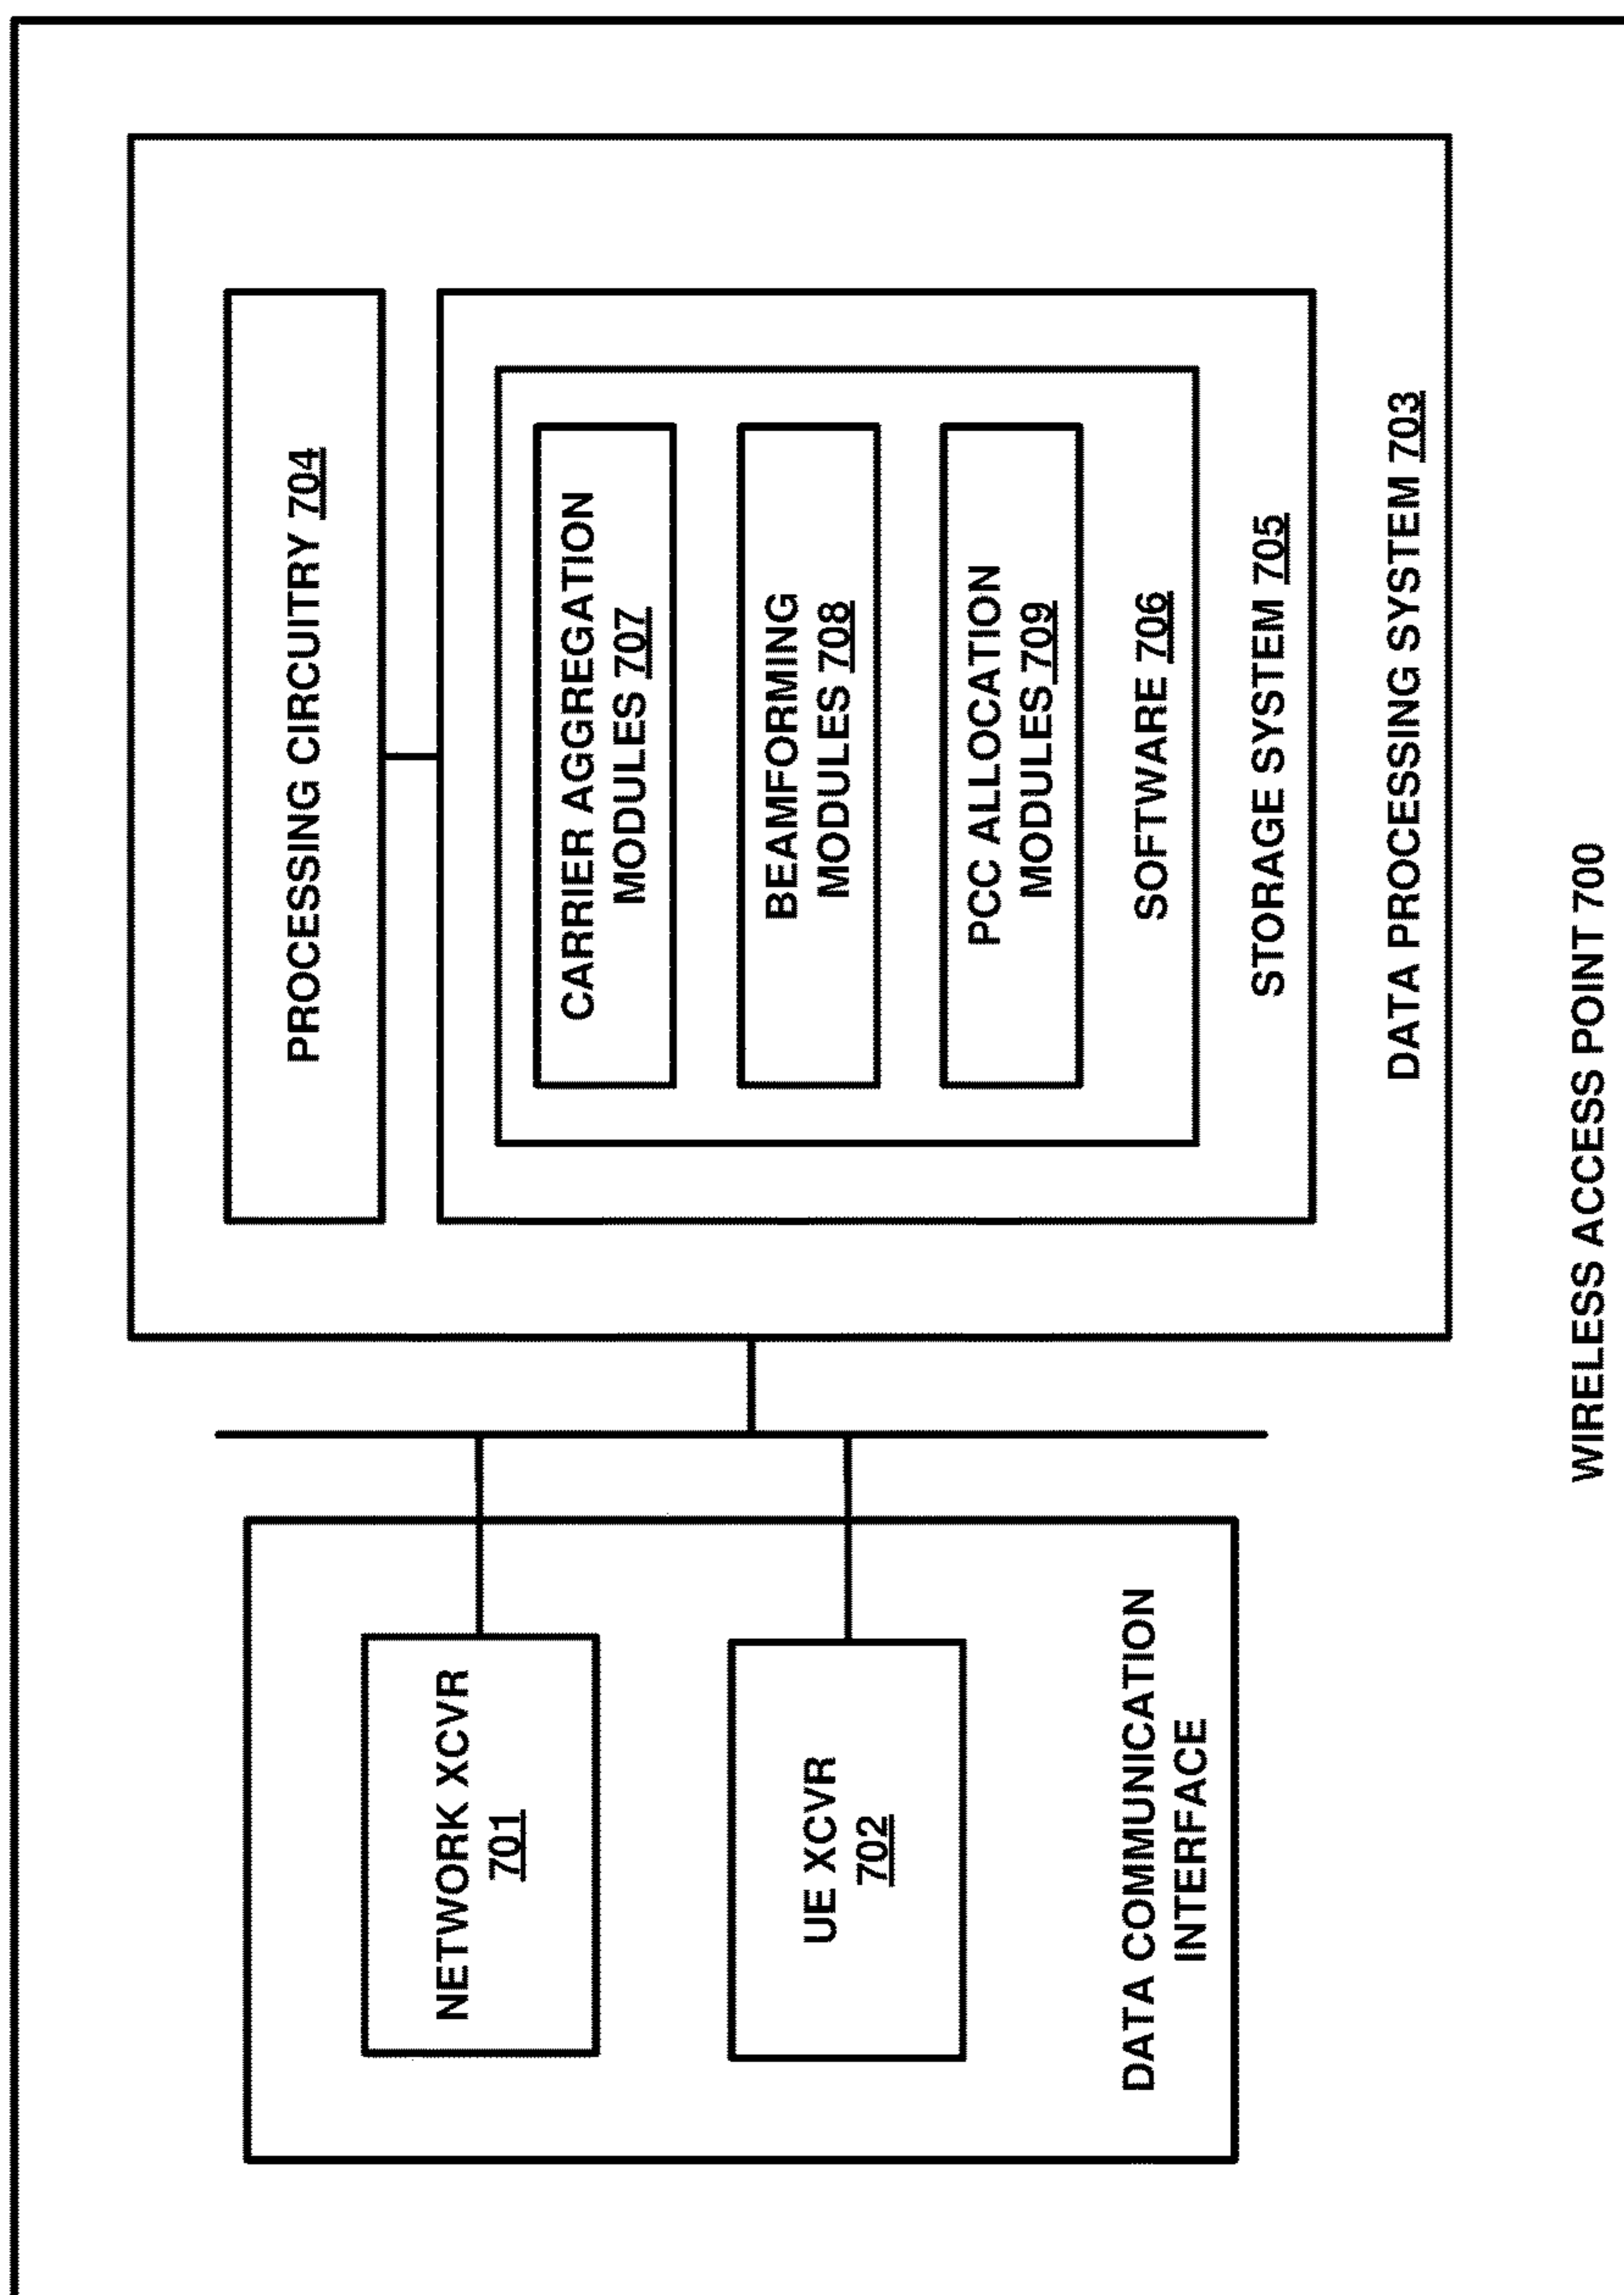 NETWORK XCVR
701
UE XCVR
702
DATA COMMUNICATION
INTERFACE
PROCESSING CIRCUITRY 704
CARRIER AGGREGATION
MODULES 707
BEAMFORMING
MODULES 708
PCC ALLOCATION
MODULES 709
SOFTWARE 706
STORAGE SYSTEM 705
DATA PROCESSING SYSTEM 703
WIRELESS ACCESS POINT 700